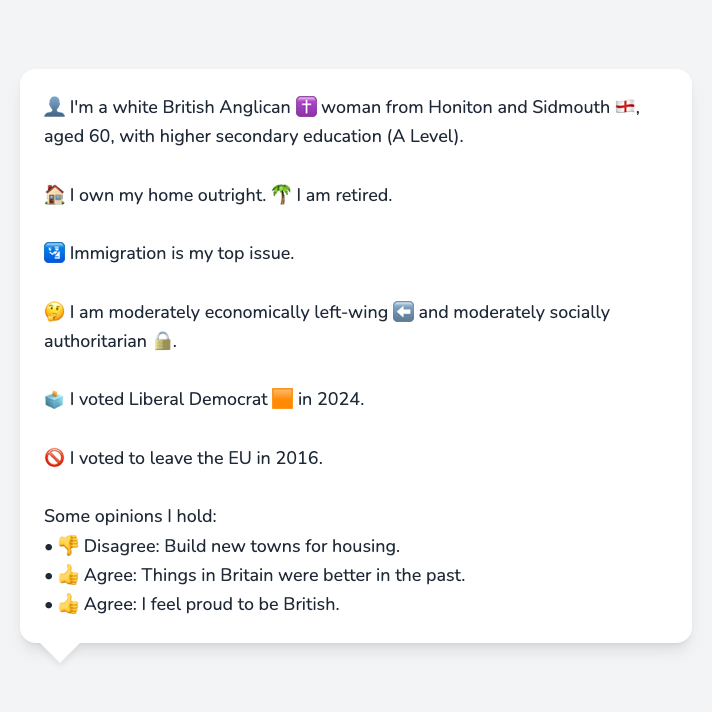 👤 I'm a white British Anglican ✝️ woman from Honiton and Sidmouth 🏴󠁧󠁢󠁥󠁮󠁧󠁿,
aged 60, with higher secondary education (A Level).
🏠 I own my home outright. 🌴 I am retired.
🛂 Immigration is my top issue.
🤔 I am moderately economically left-wing ⬅️ and moderately socially
authoritarian 🔒.
🗳️ I voted Liberal Democrat 🟧 in 2024.
🚫 I voted to leave the EU in 2016.
Some opinions I hold:
• 👎 Disagree: Build new towns for housing.
• 👍 Agree: Things in Britain were better in the past.
• 👍 Agree: I feel proud to be British.